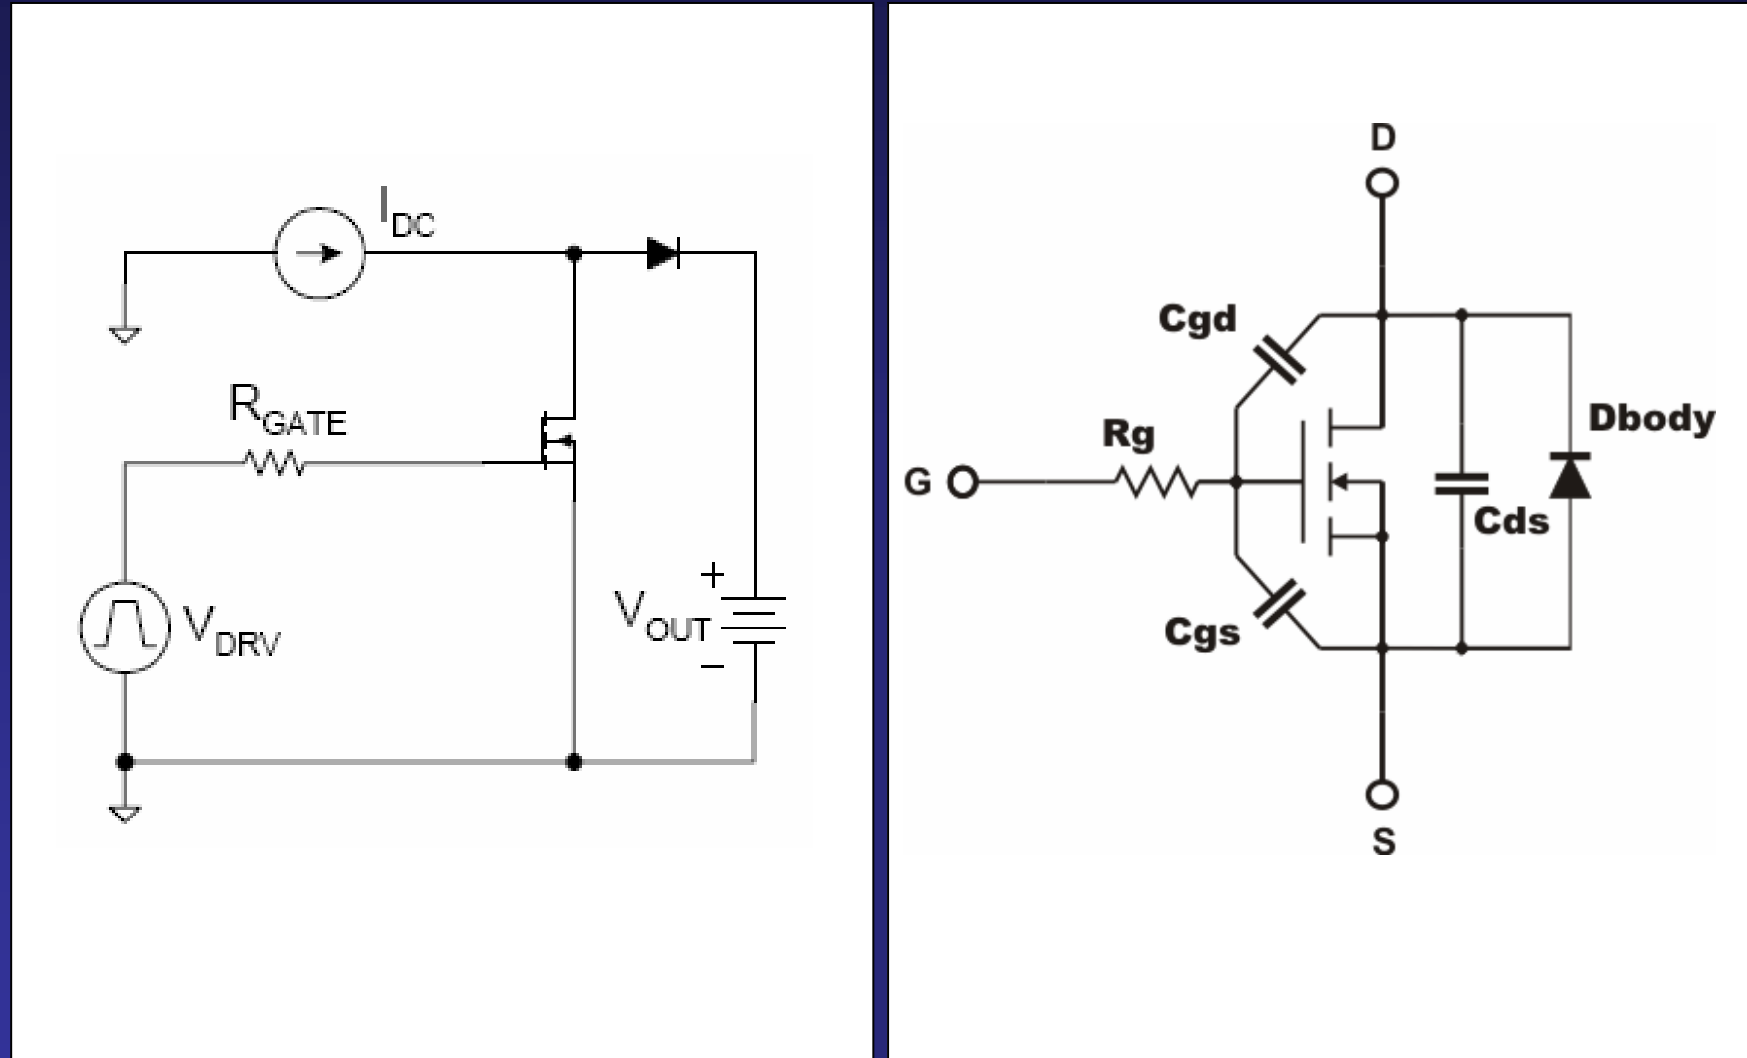 I_DC
R_GATE
V_DRV
+
V_OUT
−
D
Cgd
Rg
G
Dbody
Cds
Cgs
S